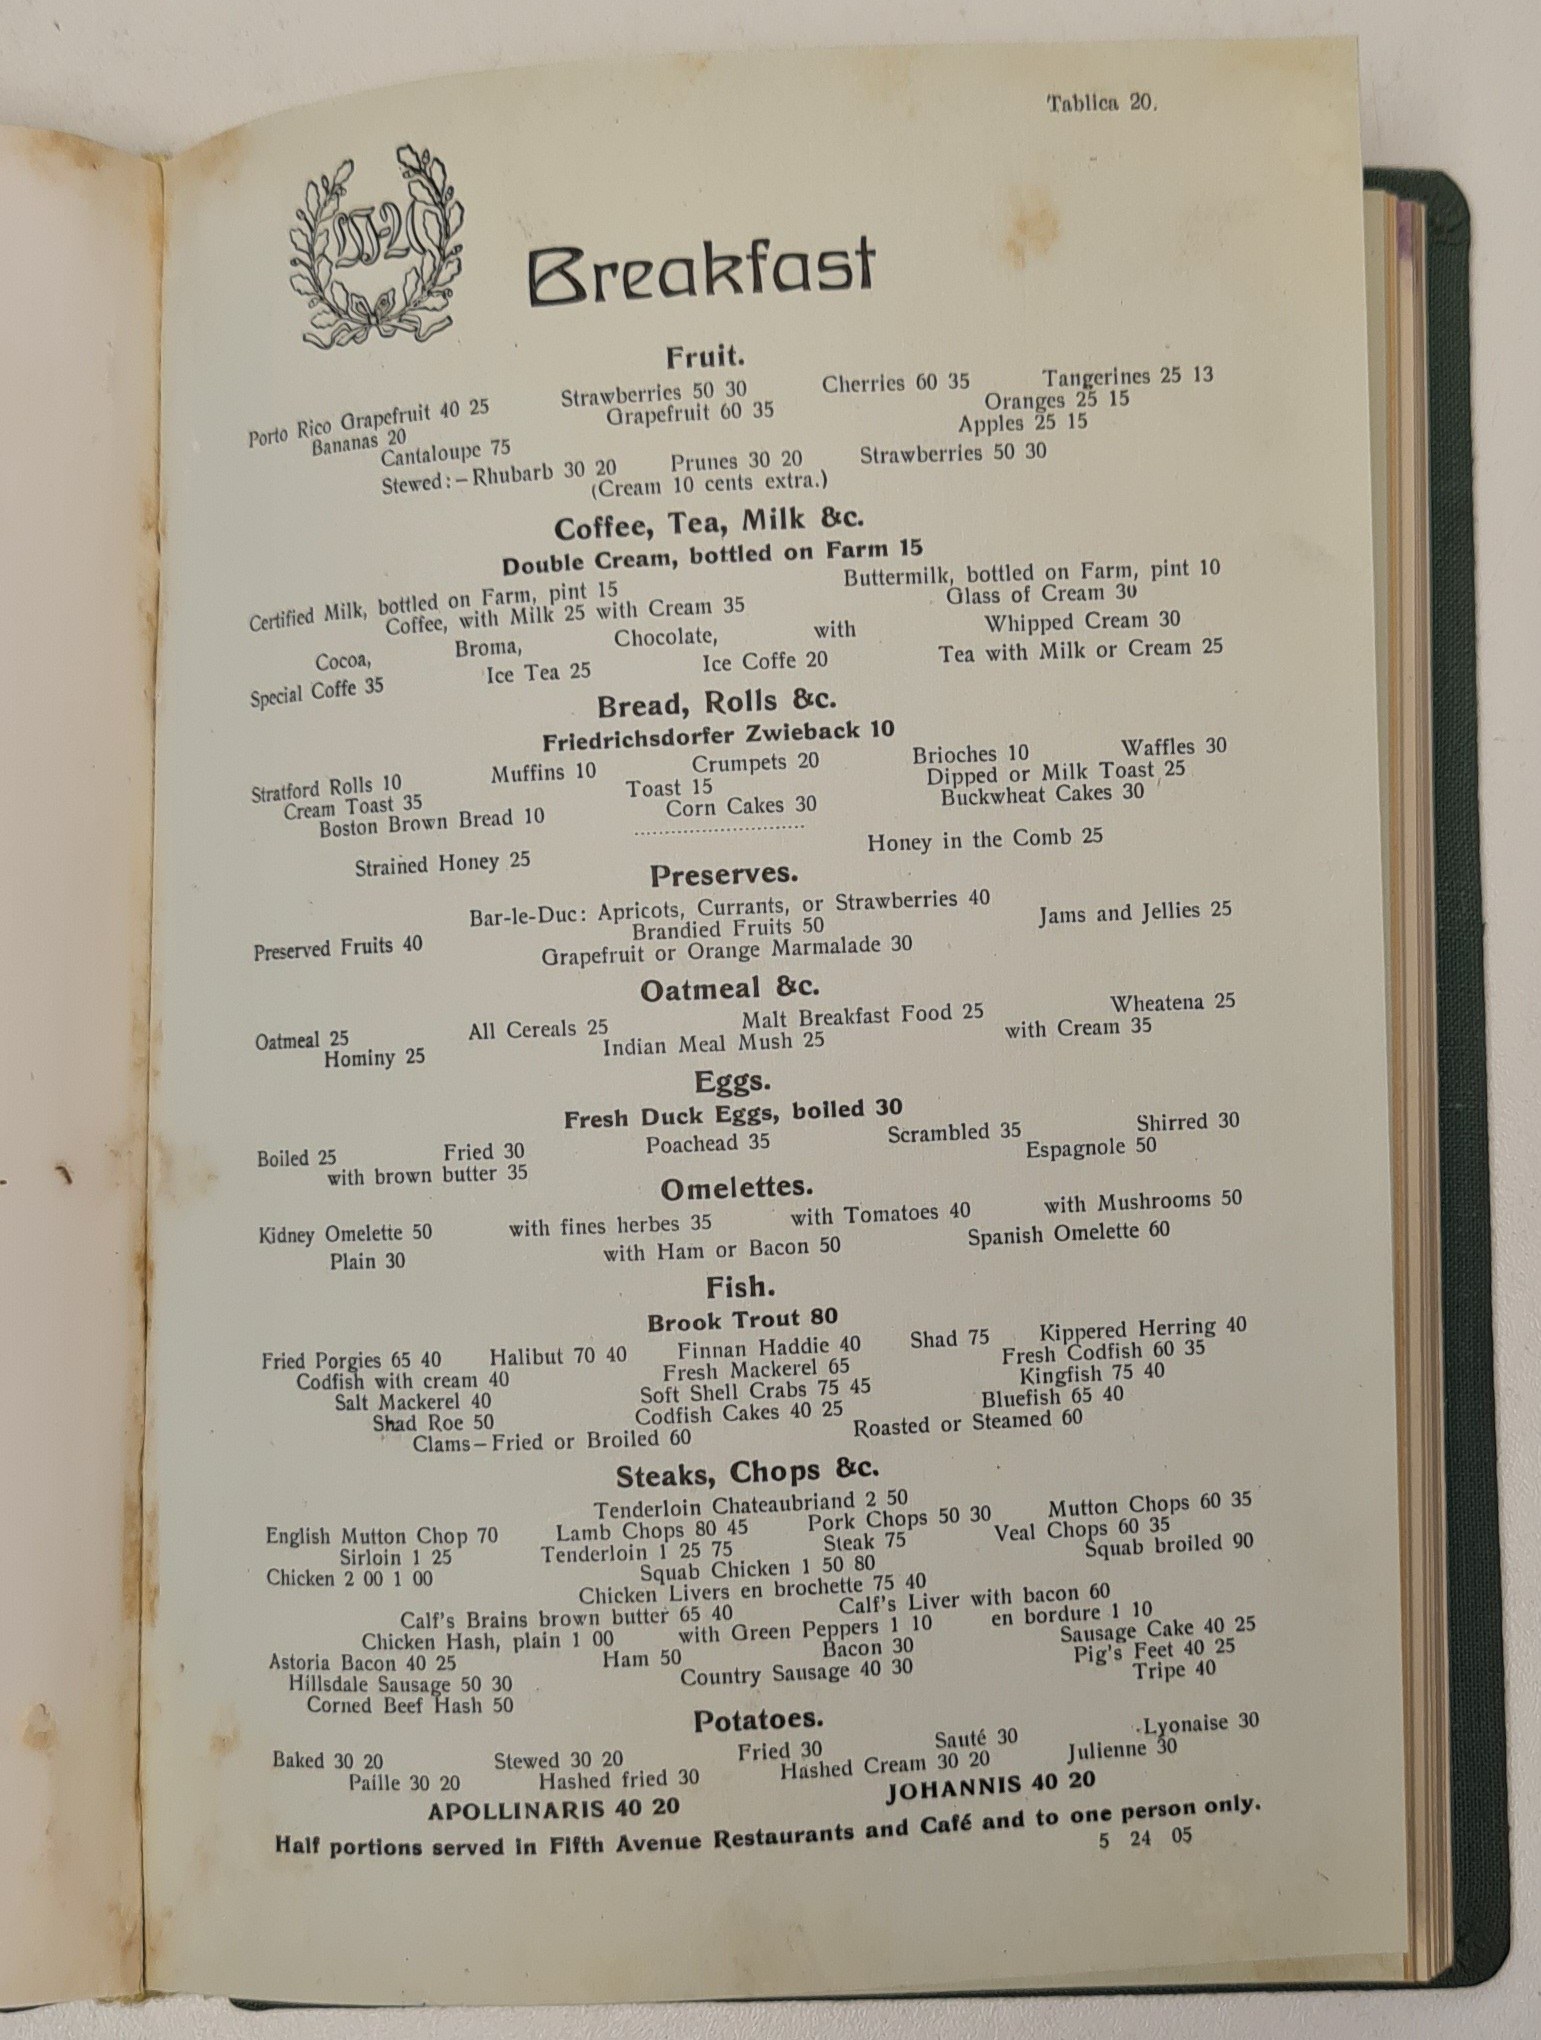 Tablica 20.
Breakfast
Fruit.
Porto Rico Grapefruit 40 25 Strawberries 50 30 Cherries 60 35 Tangerines 25 13
Bananas 20 Grapefruit 60 35 Oranges 25 15
Cantaloupe 75 Apples 25 15
Stewed:—Rhubarb 30 20 Prunes 30 20 Strawberries 50 30
(Cream 10 cents extra.)
Coffee, Tea, Milk &c.
Double Cream, bottled on Farm 15
Certified Milk, bottled on Farm, pint 15 Buttermilk, bottled on Farm, pint 10
Coffee, with Milk 25 with Cream 35 Glass of Cream 30
Cocoa, Broma, Chocolate, with Whipped Cream 30
Special Coffe 35 Ice Tea 25 Ice Coffe 20 Tea with Milk or Cream 25
Bread, Rolls &c.
Friedrichsdorfer Zwieback 10
Stratford Rolls 10 Muffins 10 Crumpets 20 Brioches 10 Waffles 30
Cream Toast 35 Toast 15 Dipped or Milk Toast 25
Boston Brown Bread 10 Corn Cakes 30 Buckwheat Cakes 30
Strained Honey 25 Honey in the Comb 25
Preserves.
Bar-le-Duc: Apricots, Currants, or Strawberries 40
Preserved Fruits 40 Brandied Fruits 50 Jams and Jellies 25
Grapefruit or Orange Marmalade 30
Oatmeal &c.
Oatmeal 25 All Cereals 25 Malt Breakfast Food 25 Wheatena 25
Hominy 25 Indian Meal Mush 25 with Cream 35
Eggs.
Fresh Duck Eggs, boiled 30
Boiled 25 Fried 30 Poachead 35 Scrambled 35 Shirred 30
with brown butter 35 Espagnole 50
Omelettes.
Kidney Omelette 50 with fines herbes 35 with Tomatoes 40 with Mushrooms 50
Plain 30 with Ham or Bacon 50 Spanish Omelette 60
Fish.
Brook Trout 80
Fried Porgies 65 40 Halibut 70 40 Finnan Haddie 40 Shad 75 Kippered Herring 40
Codfish with cream 40 Fresh Mackerel 65 Fresh Codfish 60 35
Salt Mackerel 40 Soft Shell Crabs 75 45 Kingfish 75 40
Shad Roe 50 Codfish Cakes 40 25 Bluefish 65 40
Clams—Fried or Broiled 60 Roasted or Steamed 60
Steaks, Chops &c.
Tenderloin Chateaubriand 2 50
English Mutton Chop 70 Lamb Chops 80 45 Pork Chops 50 30 Mutton Chops 60 35
Sirloin 1 25 Tenderloin 1 25 75 Steak 75 Veal Chops 60 35
Chicken 2 00 1 00 Squab Chicken 1 50 80 Squab broiled 90
Chicken Livers en brochette 75 40
Calf's Brains brown butter 65 40 Calf's Liver with bacon 60
Chicken Hash, plain 1 00 with Green Peppers 1 10 en bordure 1 10
Astoria Bacon 40 25 Ham 50 Bacon 30 Sausage Cake 40 25
Hillsdale Sausage 50 30 Country Sausage 40 30 Pig's Feet 40 25
Corned Beef Hash 50 Tripe 40
Potatoes.
Baked 30 20 Stewed 30 20 Fried 30 Sauté 30 Lyonaise 30
Paille 30 20 Hashed fried 30 Hashed Cream 30 20 Julienne 30
APOLLINARIS 40 20 JOHANNIS 40 20
Half portions served in Fifth Avenue Restaurants and Café and to one person only.
5 24 05